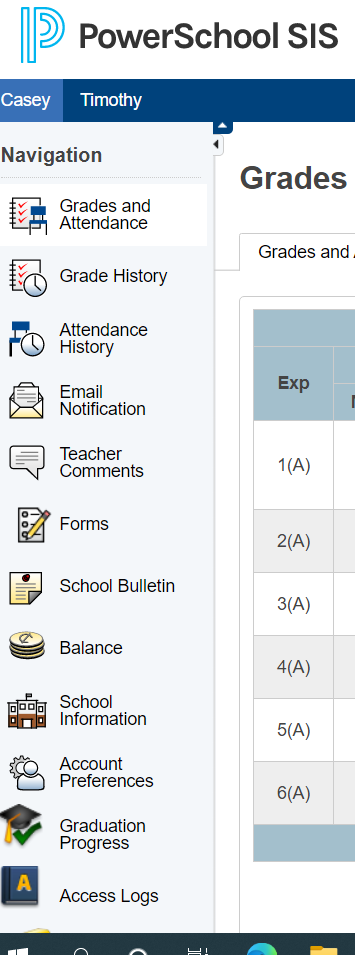 PowerSchool SIS
Casey Timothy
Navigation
Grades and
Attendance
Grade History
Attendance
History
Email
Notification
Teacher
Comments
Forms
School Bulletin
Balance
School
Information
Account
Preferences
Graduation
Progress
A
Access Logs
Grades
Grades and
Exp
1(A)
2(A)
3(A)
4(A)
5(A)
6(A)